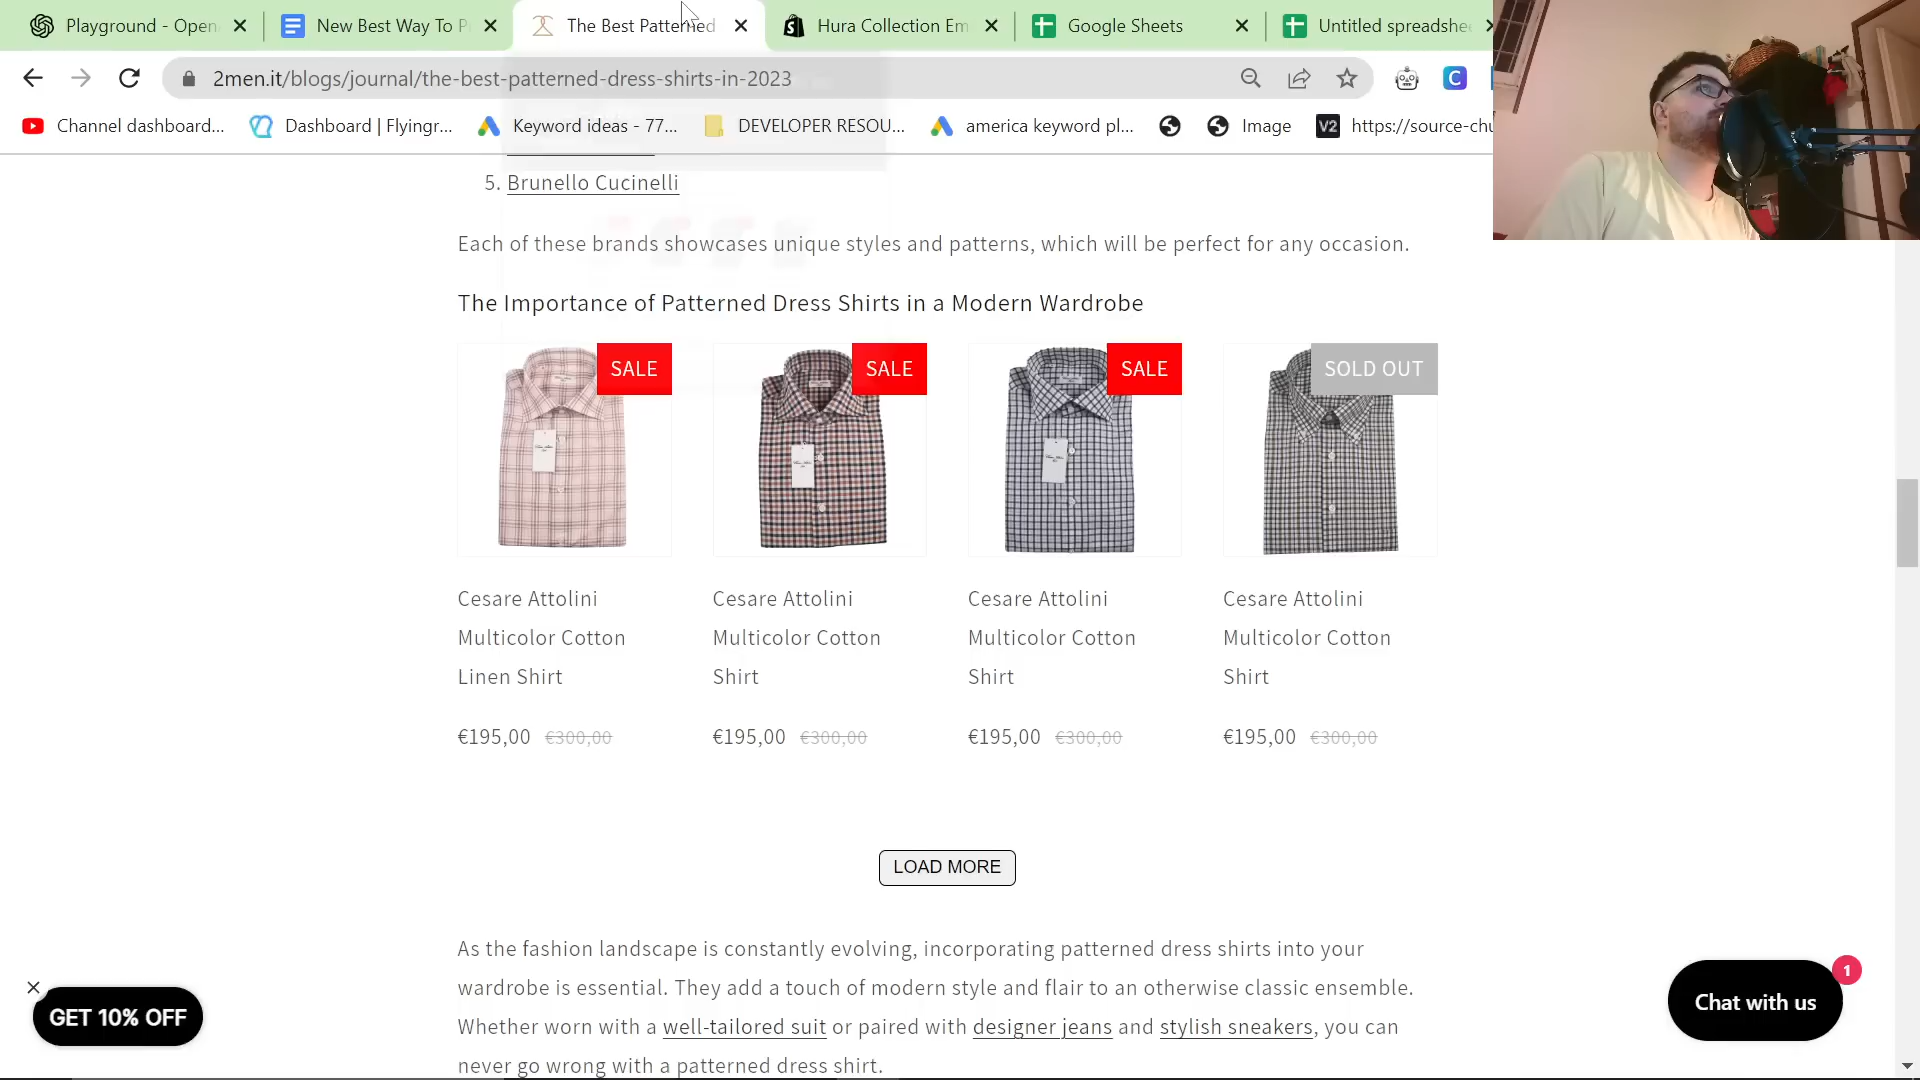 Playground - Open
New Best Way To P
The Best Patterned
Hura Collection Em
Google Sheets
Untitled spreadshee
2men.it/blogs/journal/the-best-patterned-dress-shirts-in-2023
C
Channel dashboard...
Dashboard | Flyingr...
Keyword ideas - 77...
DEVELOPER RESOU...
america keyword pl...
Image
V2
https://source-chu
5. Brunello Cucinelli
Each of these brands showcases unique styles and patterns, which will be perfect for any occasion.
The Importance of Patterned Dress Shirts in a Modern Wardrobe
SALE
SALE
SALE
SOLD OUT
Cesare Attolini
Multicolor Cotton
Linen Shirt
€195,00 €300,00
Cesare Attolini
Multicolor Cotton
Shirt
€195,00 €300,00
Cesare Attolini
Multicolor Cotton
Shirt
€195,00 €300,00
Cesare Attolini
Multicolor Cotton
Shirt
€195,00 €300,00
LOAD MORE
As the fashion landscape is constantly evolving, incorporating patterned dress shirts into your
wardrobe is essential. They add a touch of modern style and flair to an otherwise classic ensemble.
Whether worn with a well-tailored suit or paired with designer jeans and stylish sneakers, you can
never go wrong with a patterned dress shirt.
GET 10% OFF
Chat with us
1